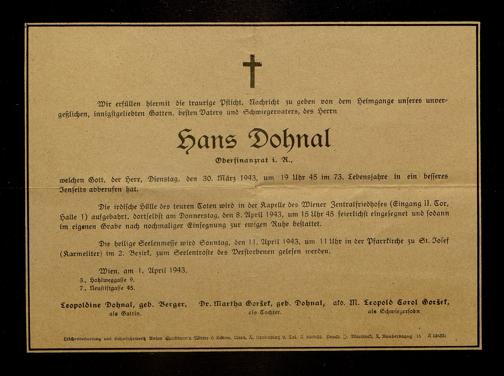 Wir erfüllen hiermit die traurige Pflicht, Nachricht zu geben von dem Heimgange unseres unver-
geßlichen, innigstgeliebten Gatten, besten Vaters und Schwiegervaters, des Herrn
Hans Dohnal
Oberfinanzrat i. R.,
welchen Gott, der Herr, Dienstag, den 30. März 1943, um 19 Uhr 45 im 73. Lebensjahre in ein besseres
Jenseits abberufen hat.
Die irdische Hülle des teuren Toten wird in der Kapelle des Wiener Zentralfriedhofes (Eingang II. Tor,
Halle 1) aufgebahrt, dortselbst am Donnerstag, den 8. April 1943, um 15 Uhr 45 feierlichst eingesegnet und sodann
im eigenen Grabe nach nochmaliger Einsegnung zur ewigen Ruhe bestattet.
Die heilige Seelenmesse wird Sonntag, den 11. April 1943, um 11 Uhr in der Pfarrkirche zu St. Josef
(Karmeliter) im 2. Bezirk, zum Seelentroste des Verstorbenen gelesen werden.
Wien, am 1. April 1943.
3., Hohlweggasse 9.
7., Neustiftgasse 45.
Leopoldine Dohnal, geb. Berger, Dr. Martha Goršek, geb. Dohnal, ako. M. Leopold Carol Goršek,
als Gattin. als Tochter. als Schwiegersohn